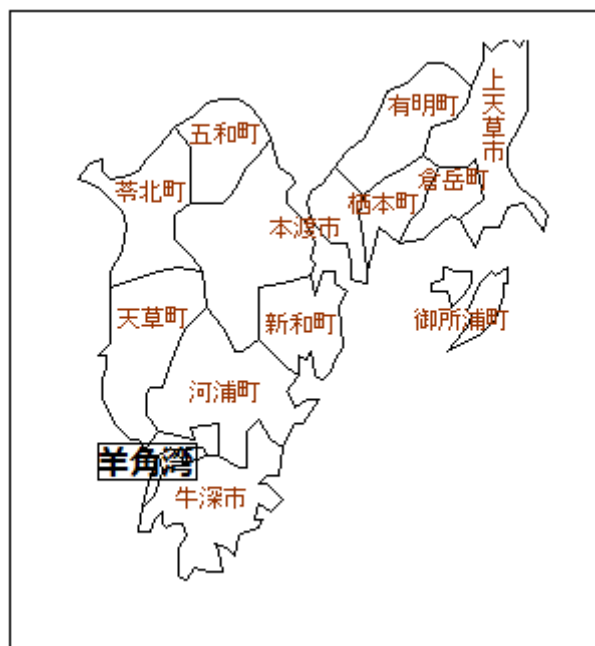 上天草市
有明町
五和町
倉岳町
苓北町
栖本町
本渡市
天草町
新和町
御所浦町
河浦町
羊角湾
牛深市